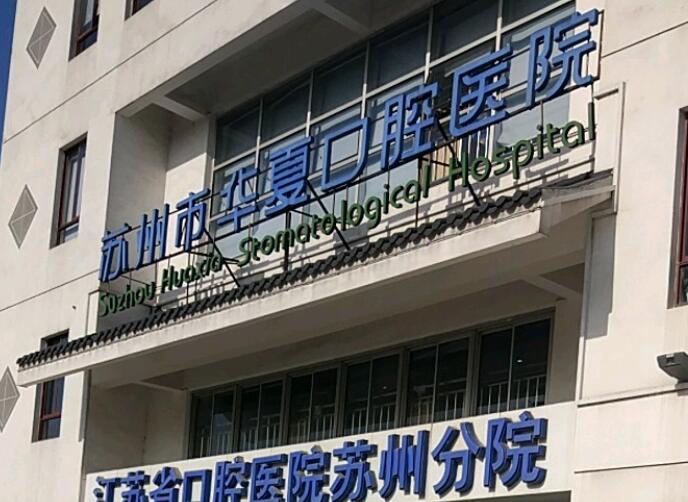 苏州市华夏口腔医院
Suzhou Huaxia Stomatological Hospital
江苏省口腔医院苏州分院